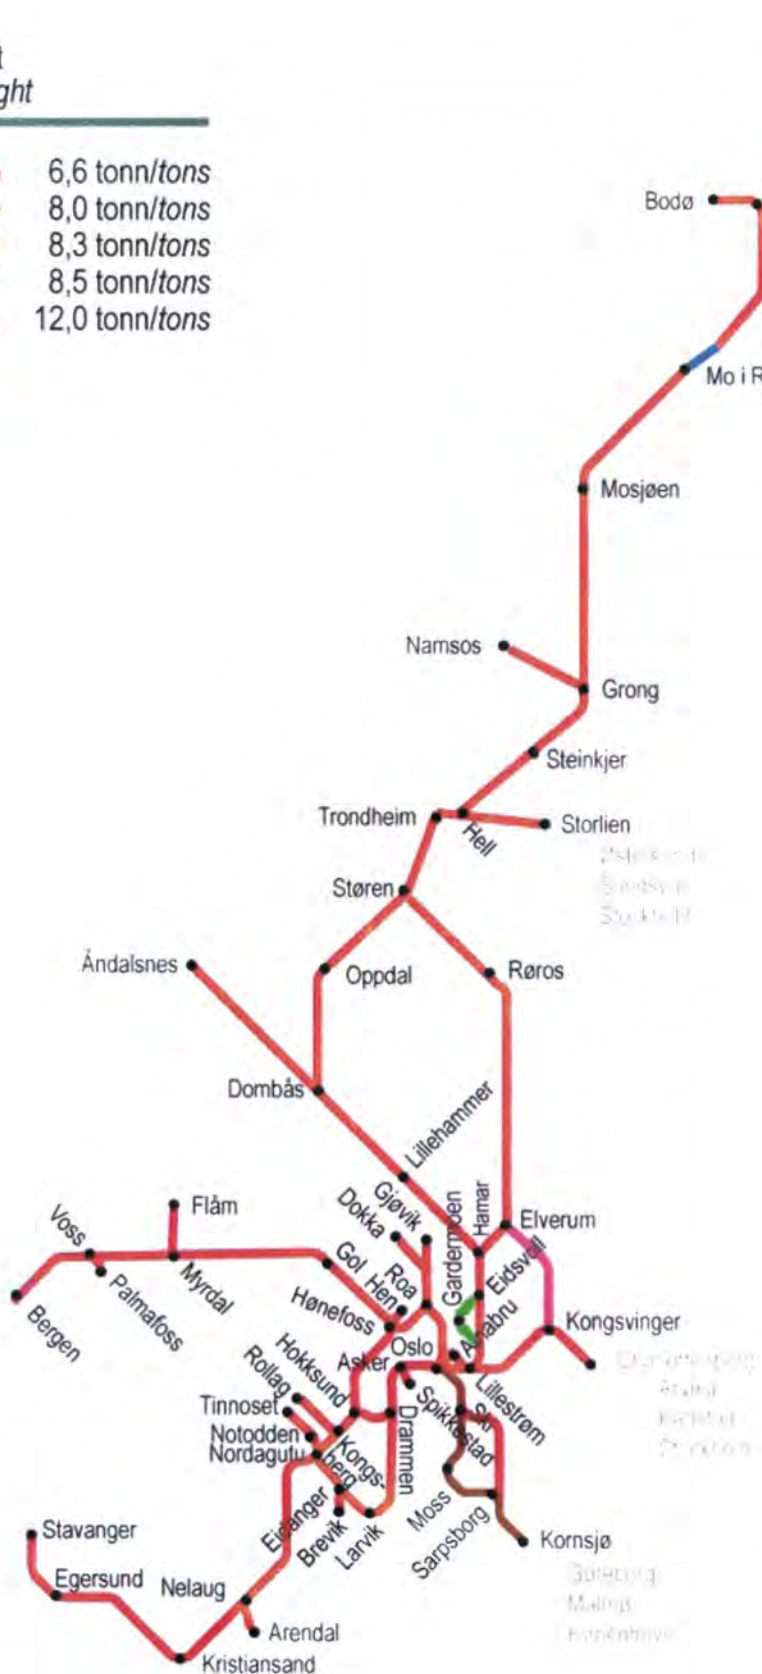 t
ght
6,6 tonn/tons
8,0 tonn/tons
8,3 tonn/tons
8,5 tonn/tons
12,0 tonn/tons
Bodø
Mo i R
Mosjøen
Namsos
Grong
Steinkjer
Trondheim
Hell
Storlien
Støren
Åndalsnes
Oppdal
Røros
Dombås
Lillehammer
Flåm
Gjøvik
Dokka
Gardermoen
Hamar
Elverum
Voss
Palmafoss
Myrdal
Gol
Hen
Roa
Eidsvoll
Bergen
Hønefoss
Alnabru
Kongsvinger
Oslo
Asker
Hokksund
Rollag
Lillestrøm
Ski
Spikkestad
Tinnoset
Notodden
Nordagutu
Kongs-
berg
Drammen
Eidanger
Brevik
Larvik
Moss
Sarpsborg
Kornsjø
Stavanger
Egersund
Nelaug
Arendal
Kristiansand